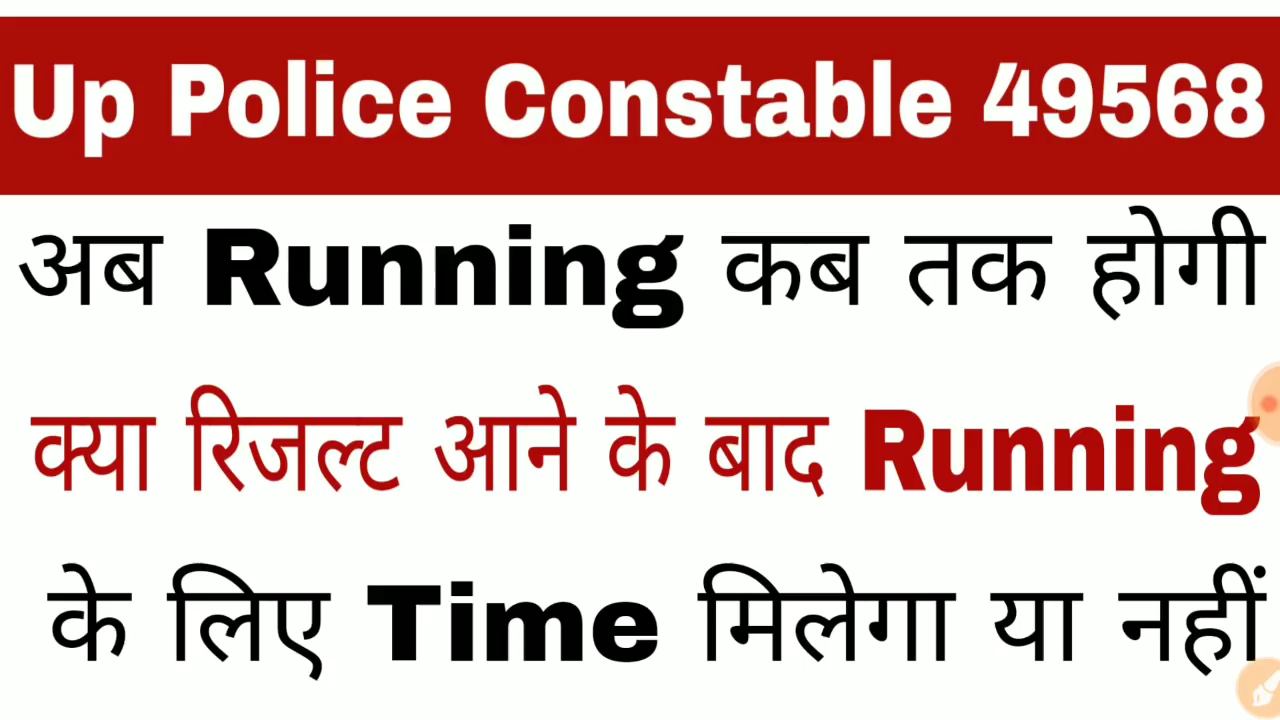 Up Police Constable 49568
अब Running कब तक होगी
क्या रिजल्ट आने के बाद Running
के लिए Time मिलेगा या नहीं